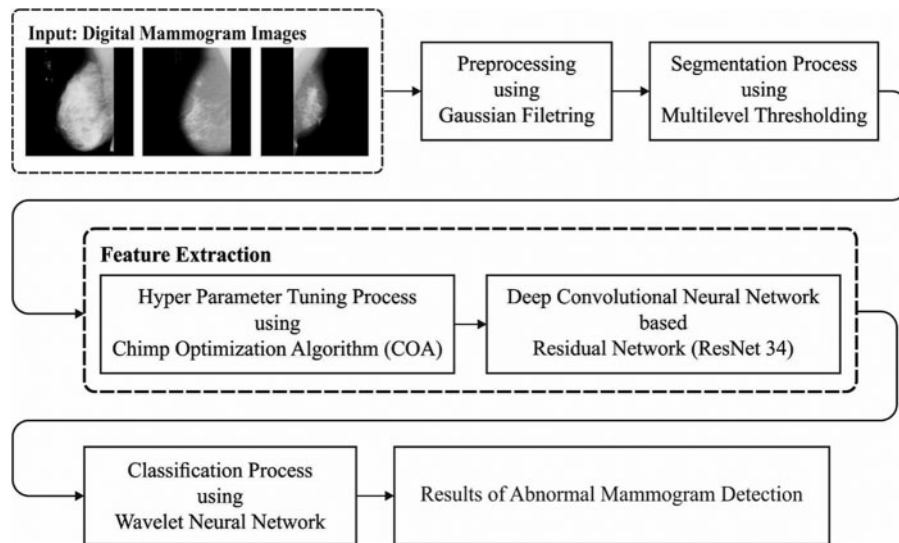 Input: Digital Mammogram Images
Preprocessing
using
Gaussian Filetring
Segmentation Process
using
Multilevel Thresholding
Feature Extraction
Hyper Parameter Tuning Process
using
Chimp Optimization Algorithm (COA)
Deep Convolutional Neural Network
based
Residual Network (ResNet 34)
Classification Process
using
Wavelet Neural Network
Results of Abnormal Mammogram Detection